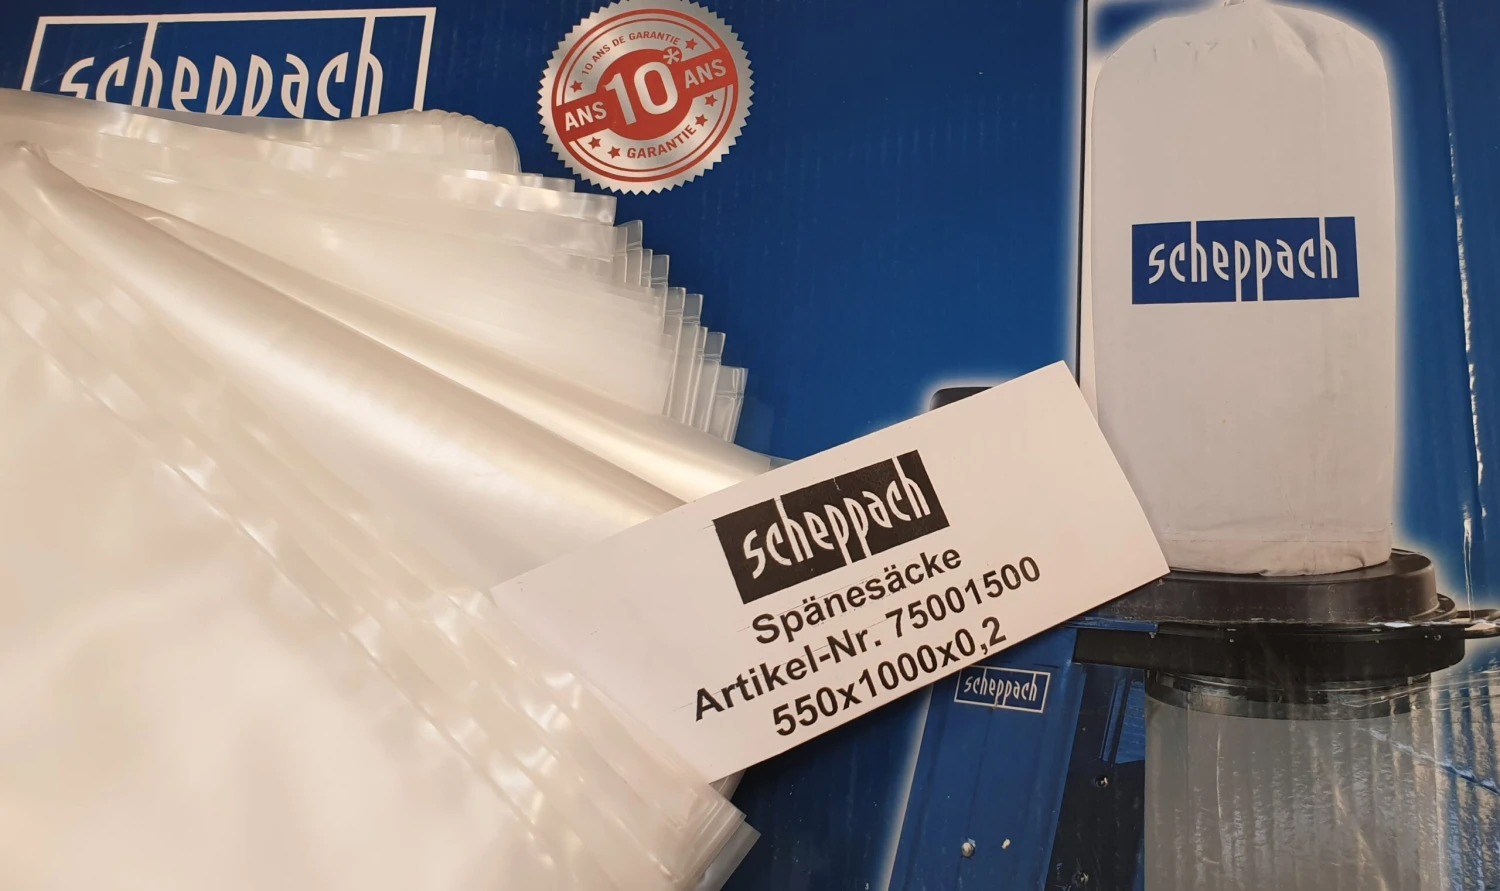 scheppach
10 ANS DE GARANTIE
ANS 10* ANS
GARANTIE
scheppach
scheppach
Spänesäcke
Artikel-Nr. 75001500
550x1000x0,2
scheppach